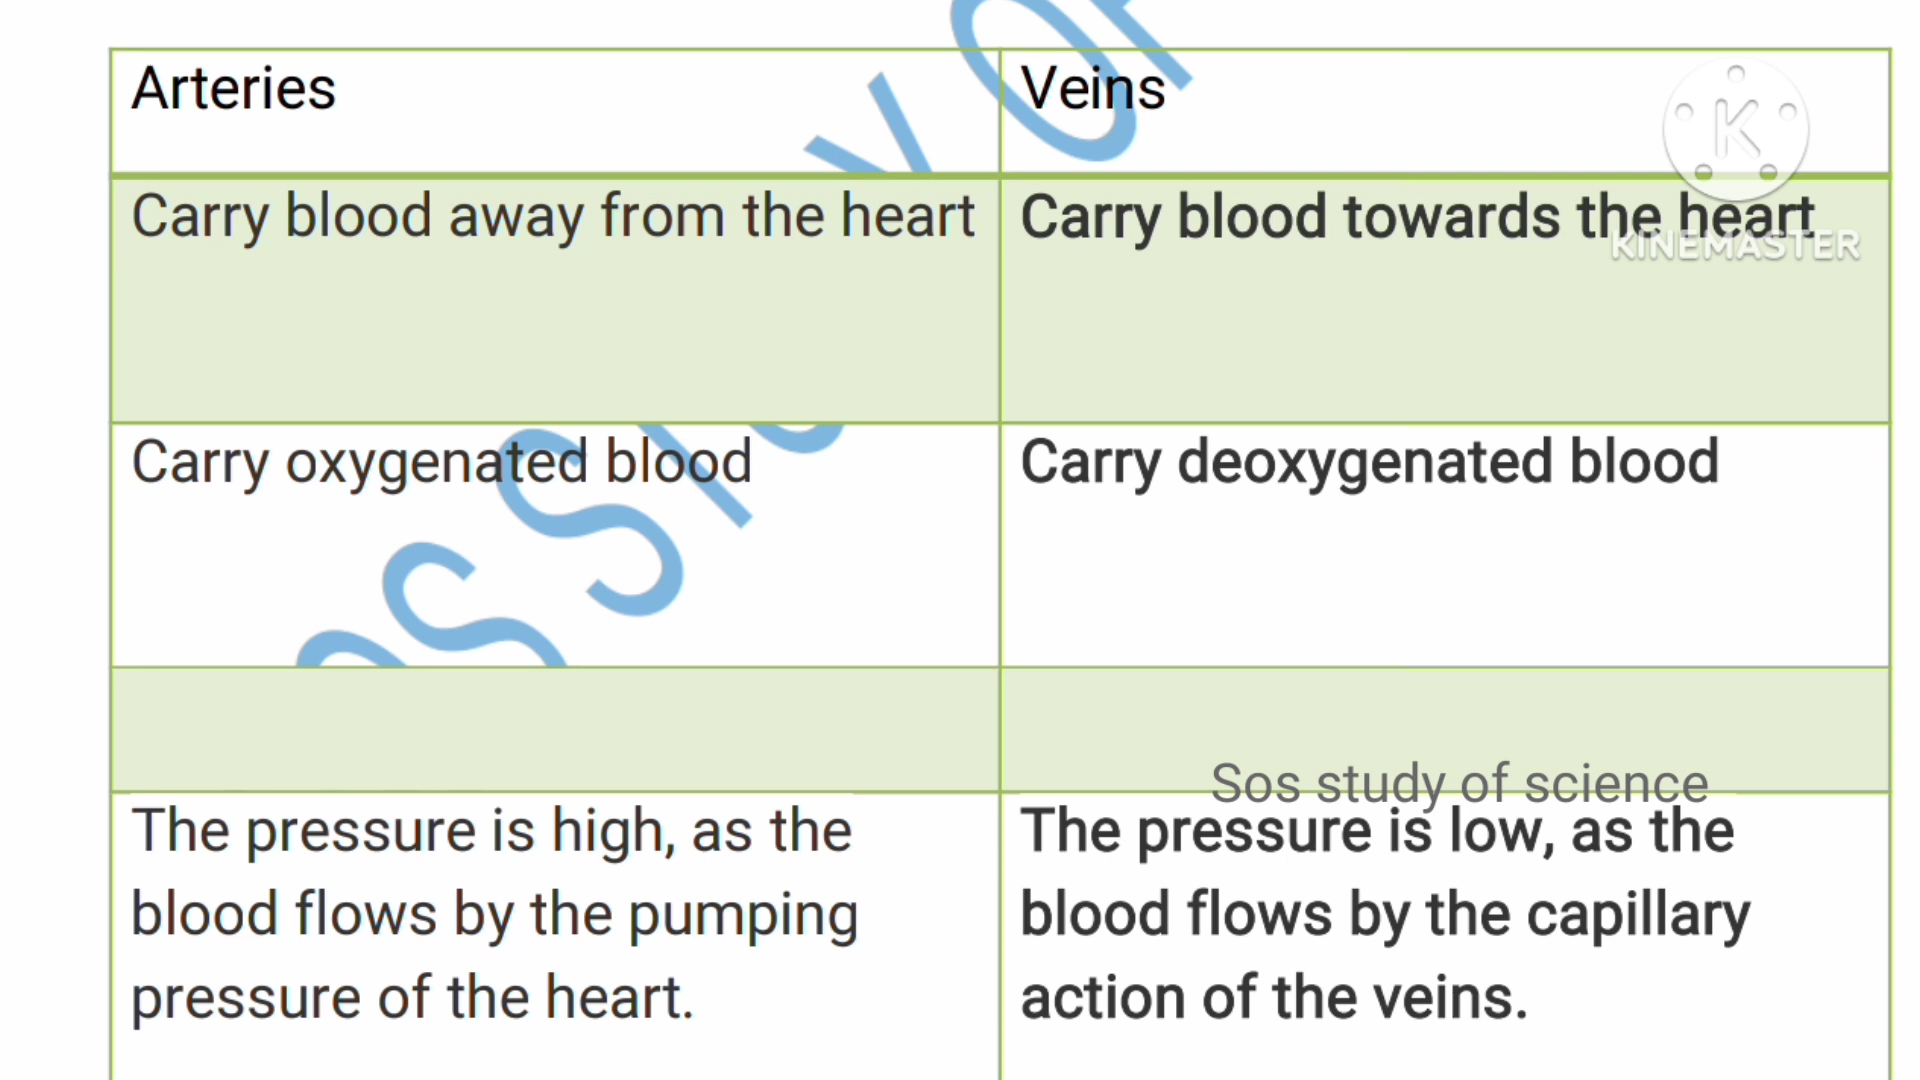 Arteries
Veins
K
KINEMASTER
Carry blood away from the heart
Carry blood towards the heart
Carry oxygenated blood
Carry deoxygenated blood
Sos study of science
The pressure is high, as the
blood flows by the pumping
pressure of the heart.
The pressure is low, as the
blood flows by the capillary
action of the veins.